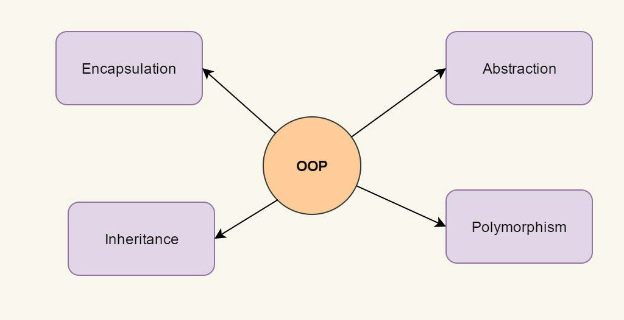 Encapsulation
Abstraction
OOP
Inheritance
Polymorphism